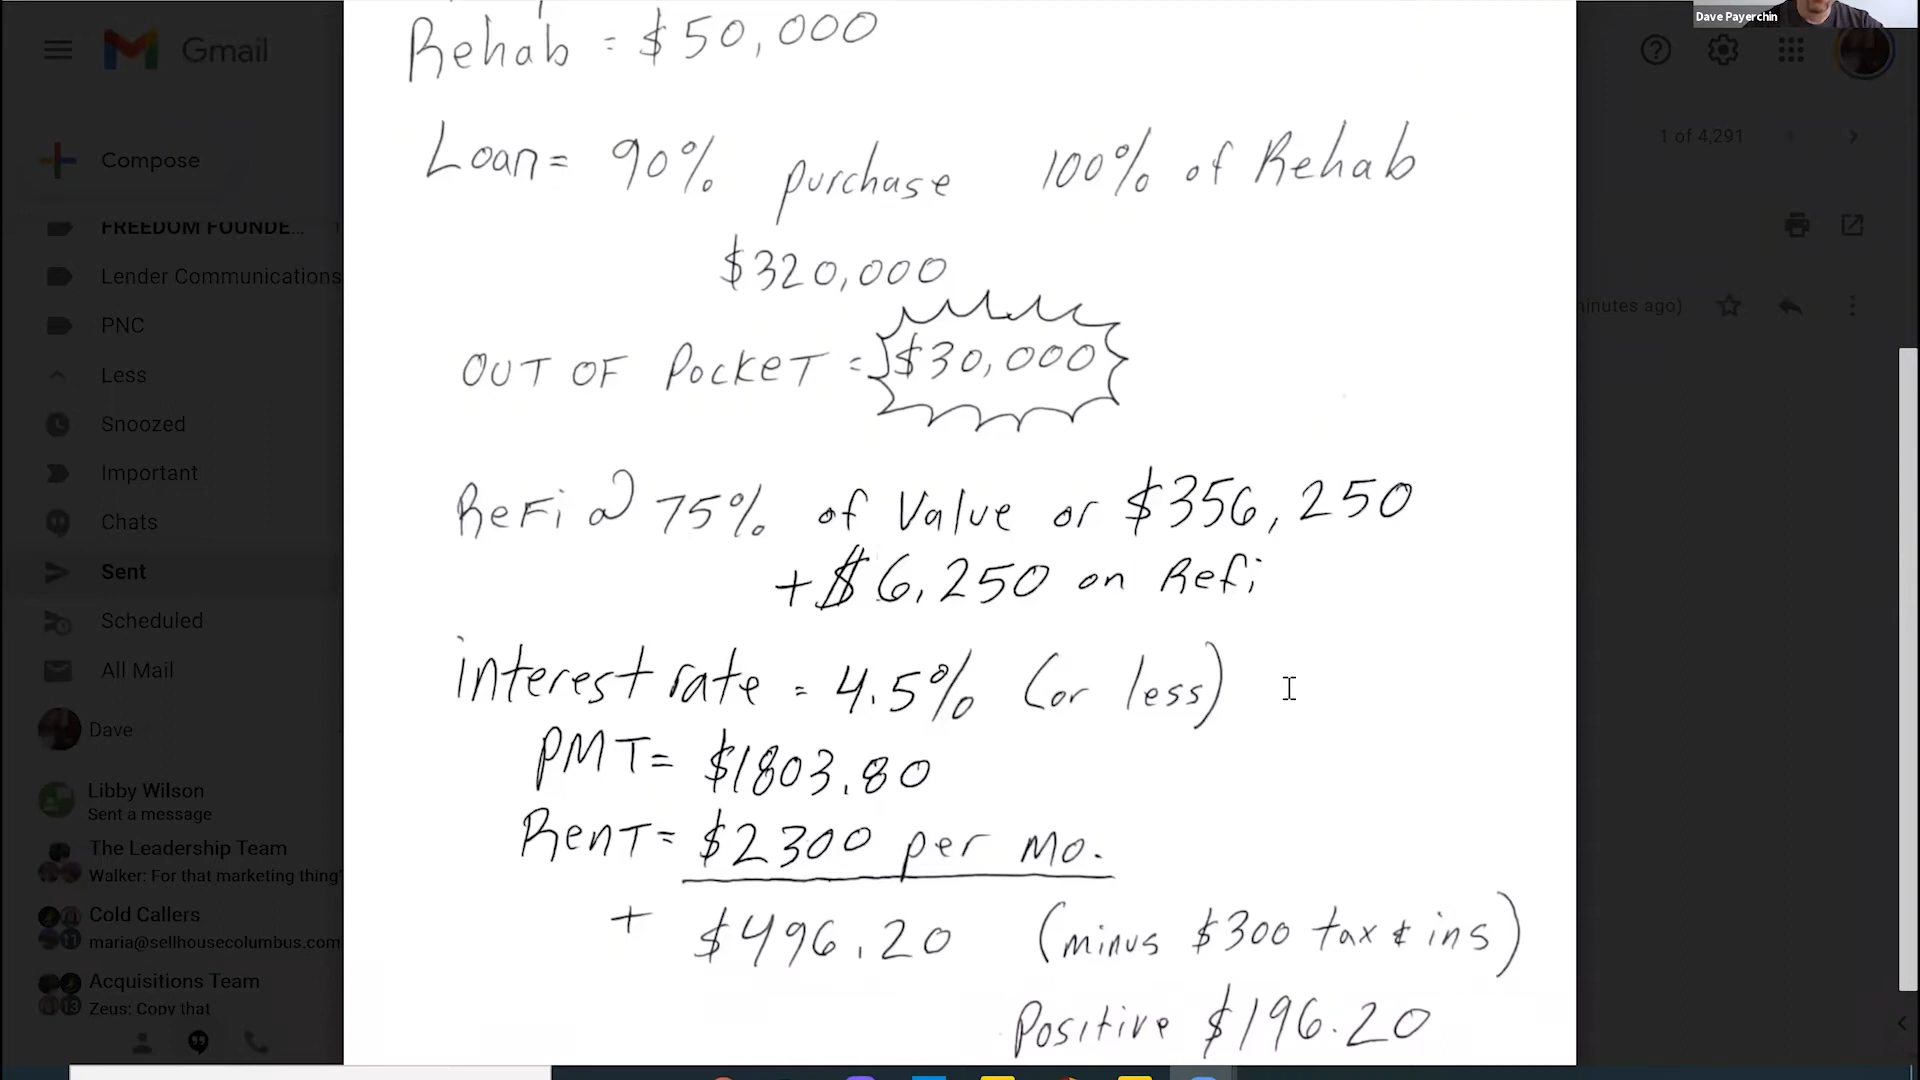 Dave Payerchin
Rehab = $50,000
Gmail
Compose
1 of 4,291
Loan = 90% purchase 100% of Rehab
FREEDOM FOUNDE...
Lender Communications
$320,000
PNC
inutes ago)
OUT OF POCKET = $30,000
Less
Snoozed
Important
ReFi @ 75% of Value or $356,250
Chats
Sent
+ $6,250 on Refi
Scheduled
All Mail
interest rate = 4.5% (or less)
Dave
PMT = $1803.80
Libby Wilson
Sent a message
The Leadership Team
RenT = $2300 per Mo.
Walker: For that marketing thing
Cold Callers
maria@sellhousecolumbus.com
+ $496.20 (minus $300 tax & ins)
Acquisitions Team
Zeus: Copy that
Positive $196.20